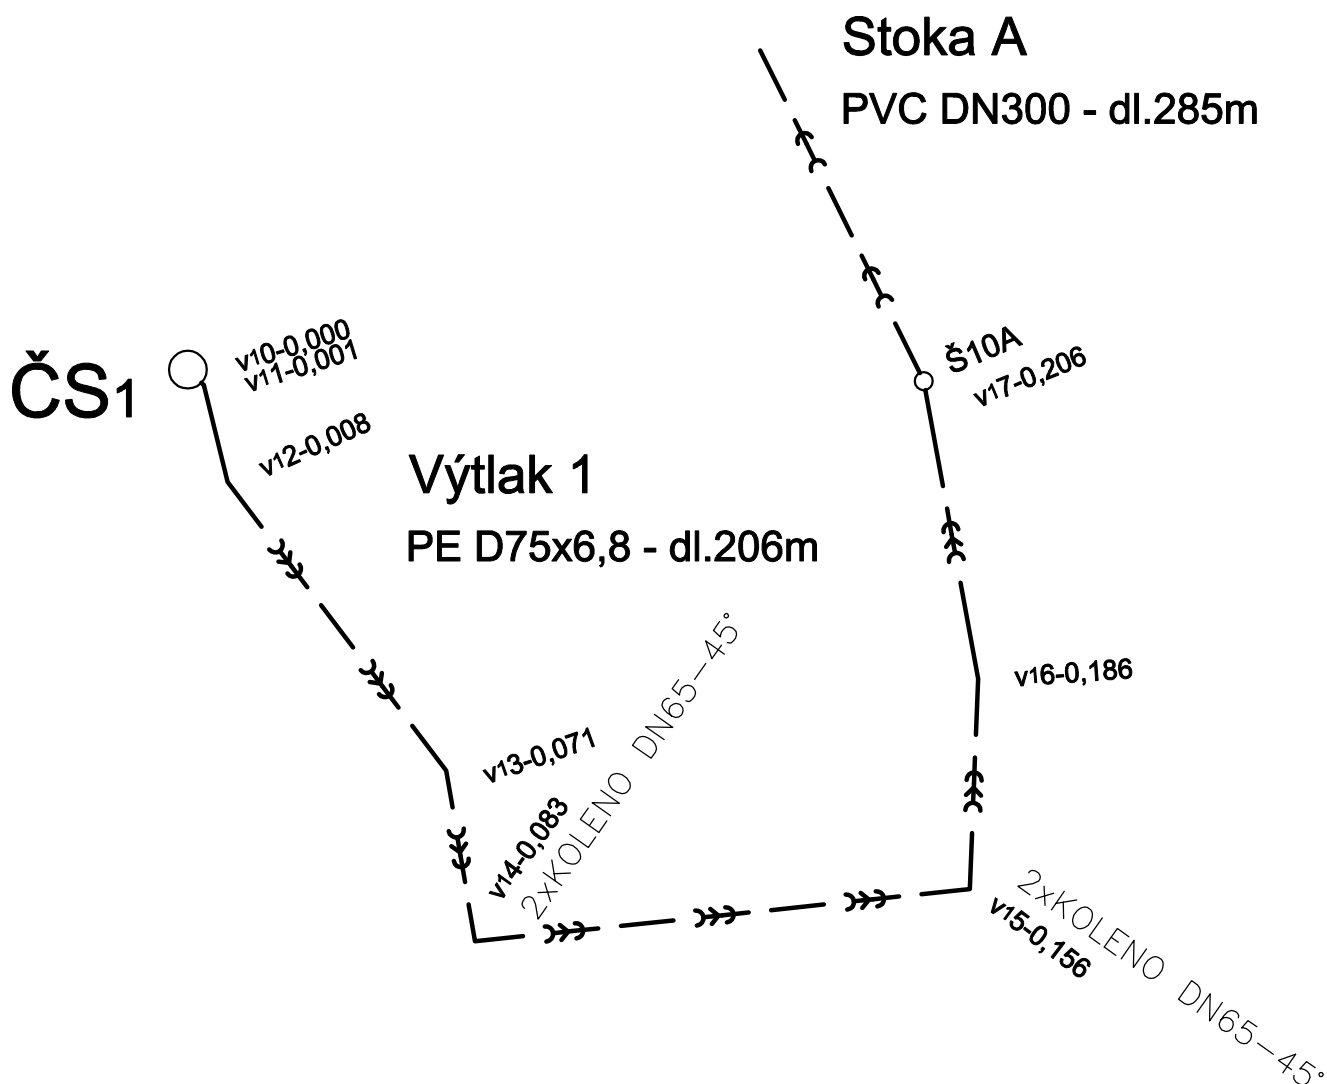 Stoka A
PVC DN300 - dl.285m
Š10A
v17-0,206
v10-0,000
v11-0,001
ČS1
v12-0,008
Výtlak 1
PE D75x6,8 - dl.206m
v16-0,186
v13-0,071
v14-0,083
2xKOLENO DN65-45°
v15-0,156
2xKOLENO DN65-45°